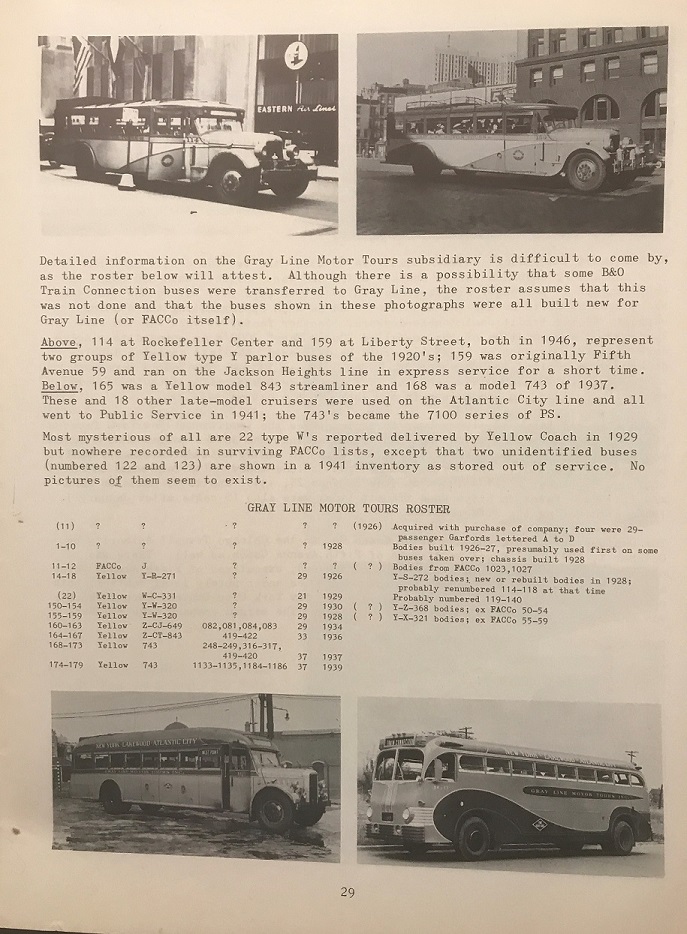 EASTERN Air Lines
Detailed information on the Gray Line Motor Tours subsidiary is difficult to come by,
as the roster below will attest. Although there is a possibility that some B&O
Train Connection buses were transferred to Gray Line, the roster assumes that this
was not done and that the buses shown in these photographs were all built new for
Gray Line (or FACCo itself).
Above, 114 at Rockefeller Center and 159 at Liberty Street, both in 1946, represent
two groups of Yellow type Y parlor buses of the 1920's; 159 was originally Fifth
Avenue 59 and ran on the Jackson Heights line in express service for a short time.
Below, 165 was a Yellow model 843 streamliner and 168 was a model 743 of 1937.
These and 18 other late-model cruisers were used on the Atlantic City line and all
went to Public Service in 1941; the 743's became the 7100 series of PS.
Most mysterious of all are 22 type W's reported delivered by Yellow Coach in 1929
but nowhere recorded in surviving FACCo lists, except that two unidentified buses
(numbered 122 and 123) are shown in a 1941 inventory as stored out of service. No
pictures of them seem to exist.
GRAY LINE MOTOR TOURS ROSTER
(11) ? ? ? ? ? (1926) Acquired with purchase of company; four were 29-
passenger Garfords lettered A to D
1-10 ? ? ? ? 1928 Bodies built 1926-27, presumably used first on some
buses taken over; chassis built 1928
11-12 FACCo J ? ? ? ( ? ) Bodies from FACCo 1023,1027
14-18 Yellow Y-R-271 ? 29 1926 Y-S-272 bodies; new or rebuilt bodies in 1928;
probably renumbered 114-118 at that time
(22) Yellow W-C-331 ? 21 1929 Probably numbered 119-140
150-154 Yellow Y-W-320 ? 29 1930 ( ? ) Y-Z-368 bodies; ex FACCo 50-54
155-159 Yellow Y-W-320 ? 29 1928 ( ? ) Y-X-321 bodies; ex FACCo 55-59
160-163 Yellow Z-CJ-649 082,081,084,083 29 1934
164-167 Yellow Z-CY-843 419-422 33 1936
168-173 Yellow 743 248-249,316-317,
419-420 37 1937
174-179 Yellow 743 1133-1135,1184-1186 37 1939
NEW YORK LAKEWOOD ATLANTIC CITY
GRAY LINE MOTOR TOURS
29